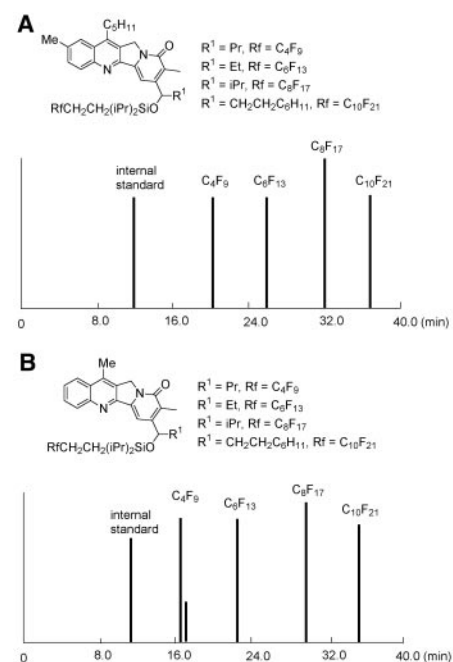 A
C₅H₁₁
Me
N
O
N
RfCH₂CH₂(iPr)₂SiO
R¹
R¹ = Pr, Rf = C₄F₉
R¹ = Et, Rf = C₆F₁₃
R¹ = iPr, Rf = C₈F₁₇
R¹ = CH₂CH₂C₆H₁₁, Rf = C₁₀F₂₁
internal
standard
C₄F₉
C₆F₁₃
C₈F₁₇
C₁₀F₂₁
0 8.0 16.0 24.0 32.0 40.0 (min)
B
Me
N
O
N
RfCH₂CH₂(iPr)₂SiO
R¹
R¹ = Pr, Rf = C₄F₉
R¹ = Et, Rf = C₆F₁₃
R¹ = iPr, Rf = C₈F₁₇
R¹ = CH₂CH₂C₆H₁₁, Rf = C₁₀F₂₁
internal
standard
C₄F₉
C₆F₁₃
C₈F₁₇
C₁₀F₂₁
0 8.0 16.0 24.0 32.0 40.0 (min)